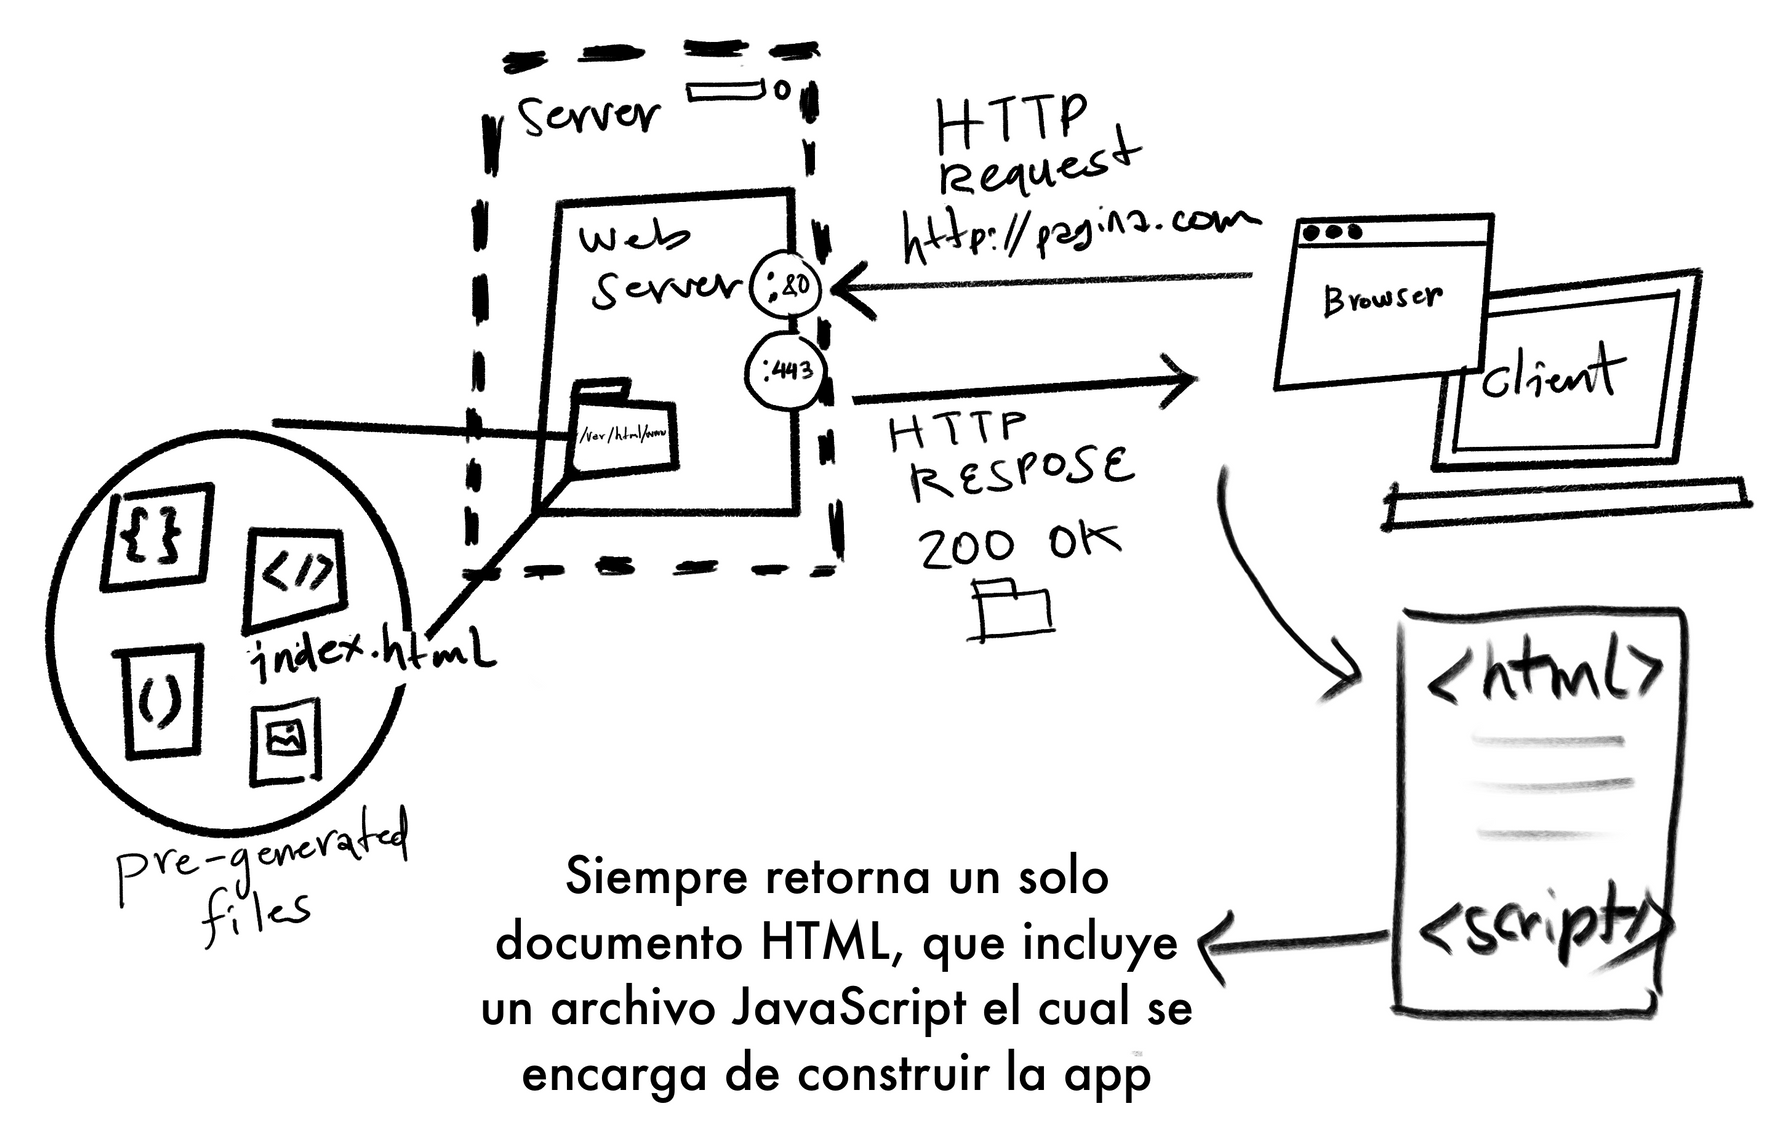 Server
Web
Server
:80
:443
/ver/html/www
HTTP
Request
http://pagina.com
Browser
Client
HTTP
RESPOSE
200 OK
{ }
</>
index.html
()
pre-generated
files
<html>
<script/>
Siempre retorna un solo
documento HTML, que incluye
un archivo JavaScript el cual se
encarga de construir la app